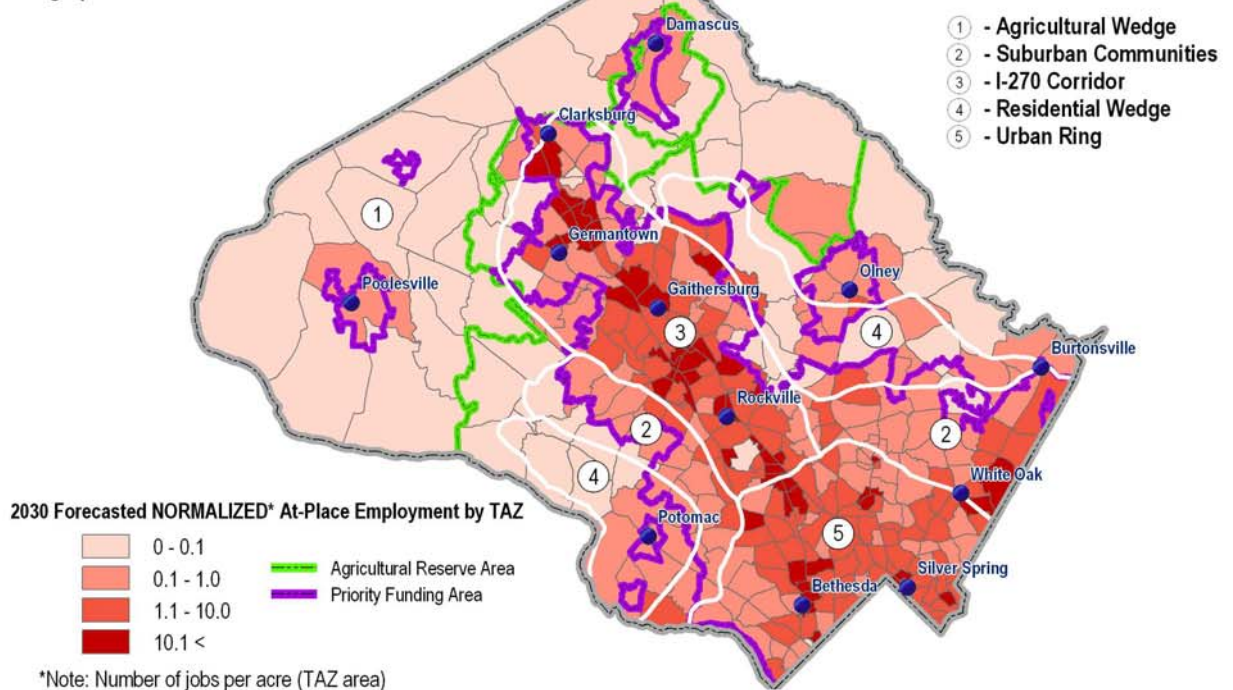 Damascus
1 - Agricultural Wedge
2 - Suburban Communities
3 - I-270 Corridor
4 - Residential Wedge
5 - Urban Ring
Clarksburg
1
Germantown
Poolesville
Gaithersburg
Olney
3
4
Burtonsville
Rockville
2
2
4
White Oak
2030 Forecasted NORMALIZED* At-Place Employment by TAZ
Potomac
5
0 - 0.1
0.1 - 1.0
1.1 - 10.0
10.1 <
Agricultural Reserve Area
Priority Funding Area
Silver Spring
Bethesda
*Note: Number of jobs per acre (TAZ area)